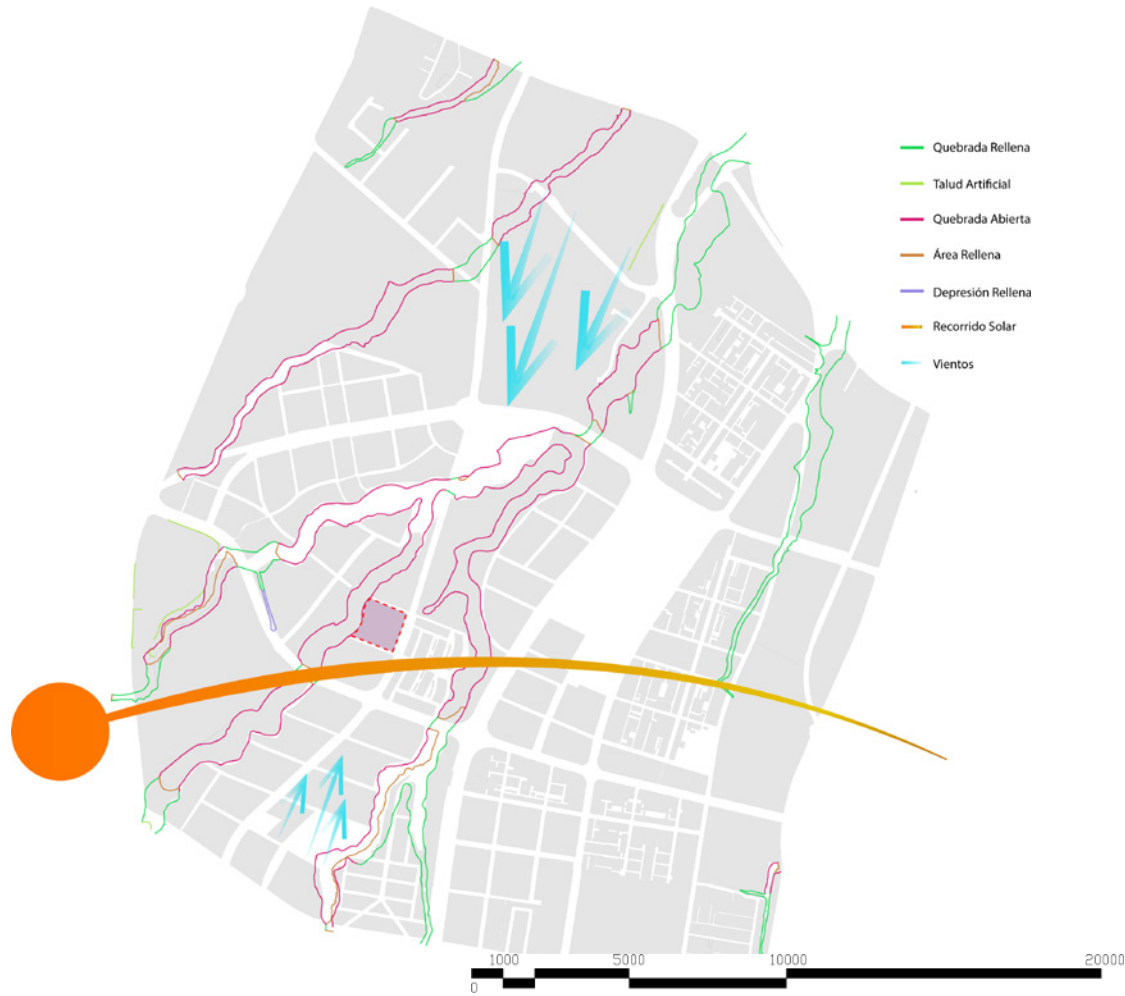 Quebrada Rellena
Talud Artificial
Quebrada Abierta
Área Rellena
Depresión Rellena
Recorrido Solar
Vientos
1000 5000 10000 20000
0